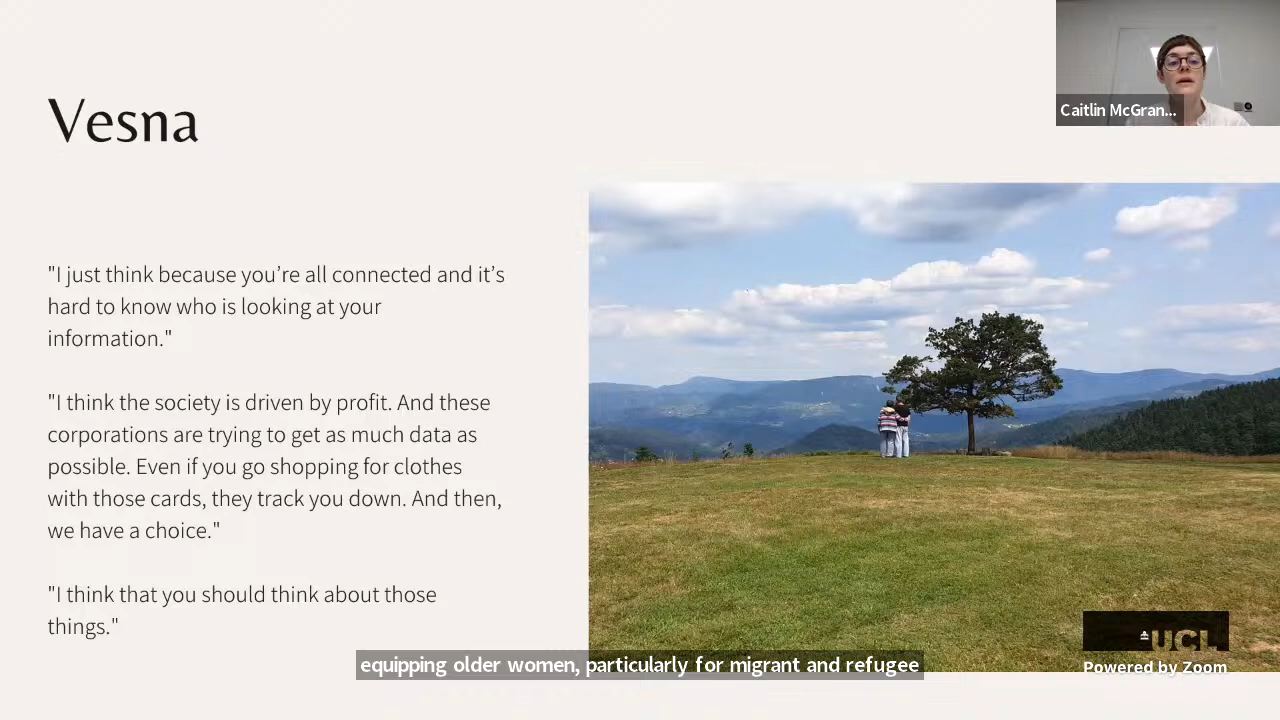 Caitlin McGran...
Vesna
"I just think because you’re all connected and it’s
hard to know who is looking at your
information."
"I think the society is driven by profit. And these
corporations are trying to get as much data as
possible. Even if you go shopping for clothes
with those cards, they track you down. And then,
we have a choice."
"I think that you should think about those
things."
equipping older women, particularly for migrant and refugee
UCL
Powered by Zoom